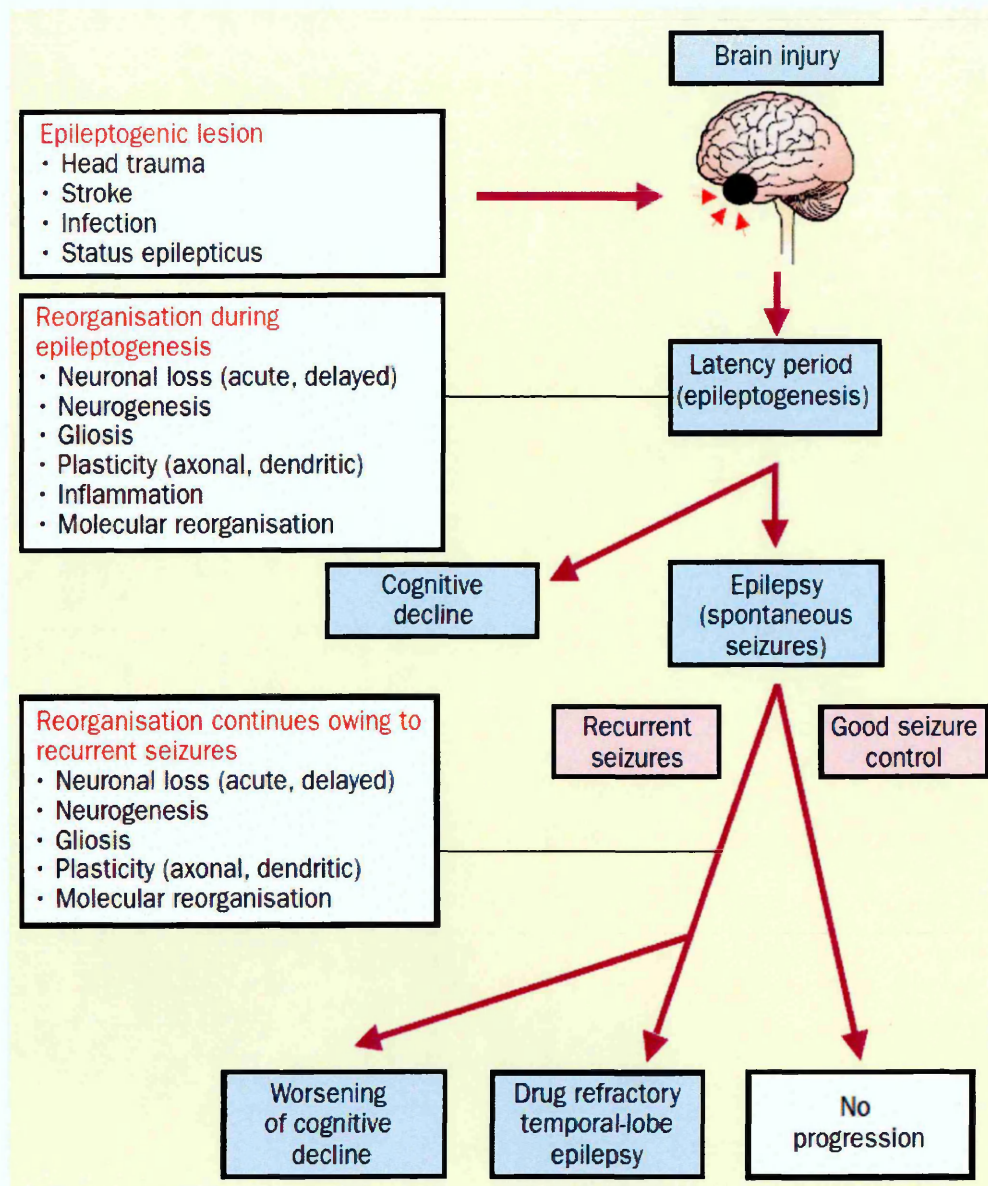 Brain injury
Epileptogenic lesion
· Head trauma
· Stroke
· Infection
· Status epilepticus
Reorganisation during
epileptogenesis
· Neuronal loss (acute, delayed)
· Neurogenesis
· Gliosis
· Plasticity (axonal, dendritic)
· Inflammation
· Molecular reorganisation
Latency period
(epileptogenesis)
Cognitive
decline
Epilepsy
(spontaneous
seizures)
Reorganisation continues owing to
recurrent seizures
· Neuronal loss (acute, delayed)
· Neurogenesis
· Gliosis
· Plasticity (axonal, dendritic)
· Molecular reorganisation
Recurrent
seizures
Good seizure
control
Worsening
of cognitive
decline
Drug refractory
temporal-lobe
epilepsy
No
progression